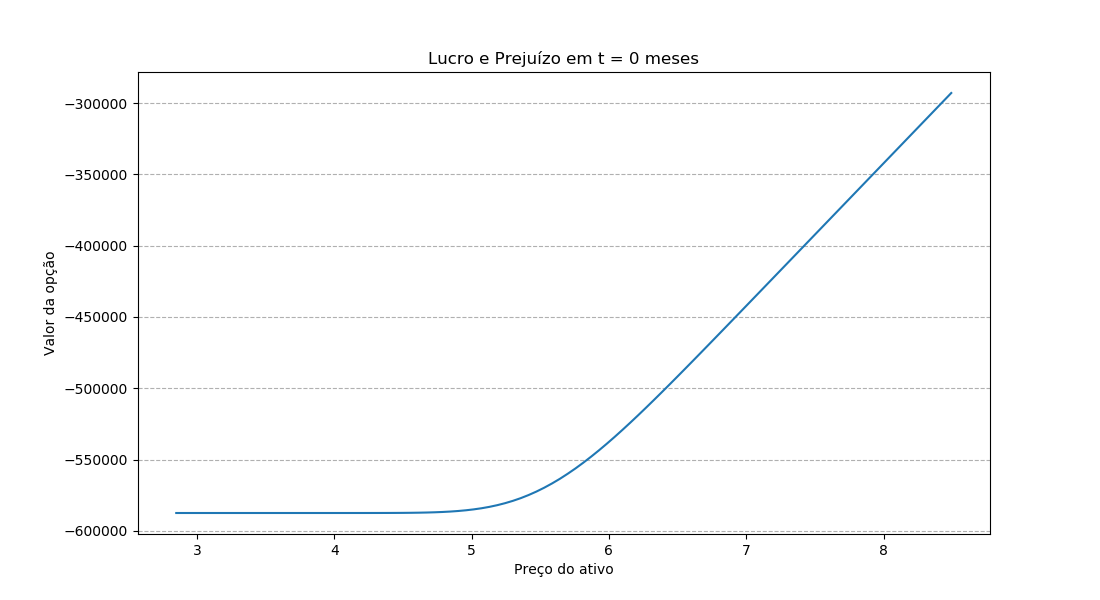 Lucro e Prejuízo em t = 0 meses
−300000
−350000
−400000
−450000
−500000
−550000
−600000
Valor da opção
3 4 5 6 7 8
Preço do ativo